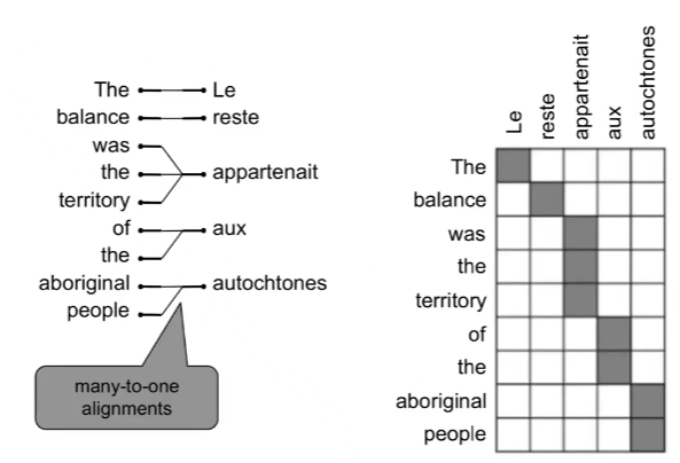 The Le
balance reste
was
the appartenait
territory
of aux
the
aboriginal autochtones
people
many-to-one
alignments
Le
reste
appartenait
aux
autochtones
The
balance
was
the
territory
of
the
aboriginal
people